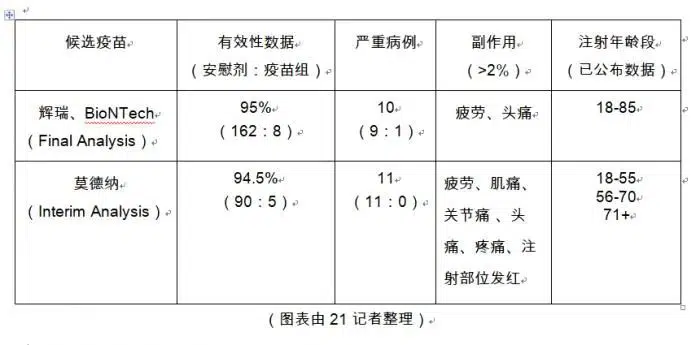 候选疫苗 有效性数据 严重病例 副作用 注射年龄段
（安慰剂：疫苗组） （>2%） （已公布数据）
辉瑞、BioNTech 95% 10 疲劳、头痛 18-85
（Final Analysis） （162：8） （9：1）
莫德纳 94.5% 11 疲劳、肌痛、 18-55
（Interim Analysis） （90：5） （11：0） 关节痛 、头 56-70
痛、疼痛、注 71+
射部位发红
（图表由 21 记者整理）